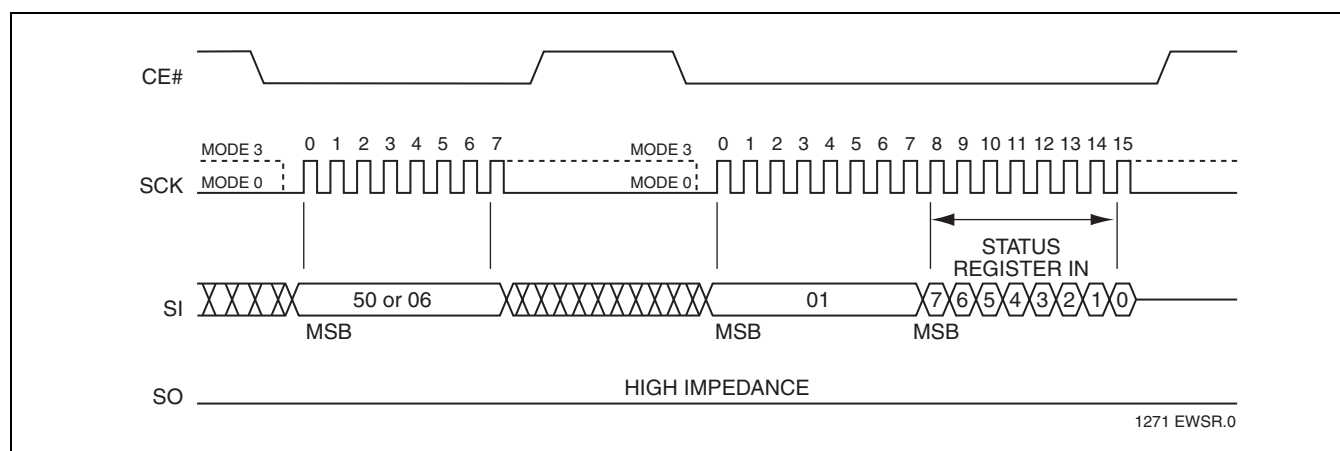 CE#
0 1 2 3 4 5 6 7
0 1 2 3 4 5 6 7 8 9 10 11 12 13 14 15
MODE 3
MODE 3
SCK
MODE 0
MODE 0
STATUS
REGISTER IN
SI
50 or 06
01
7 6 5 4 3 2 1 0
MSB
MSB
MSB
HIGH IMPEDANCE
SO
1271 EWSR.0